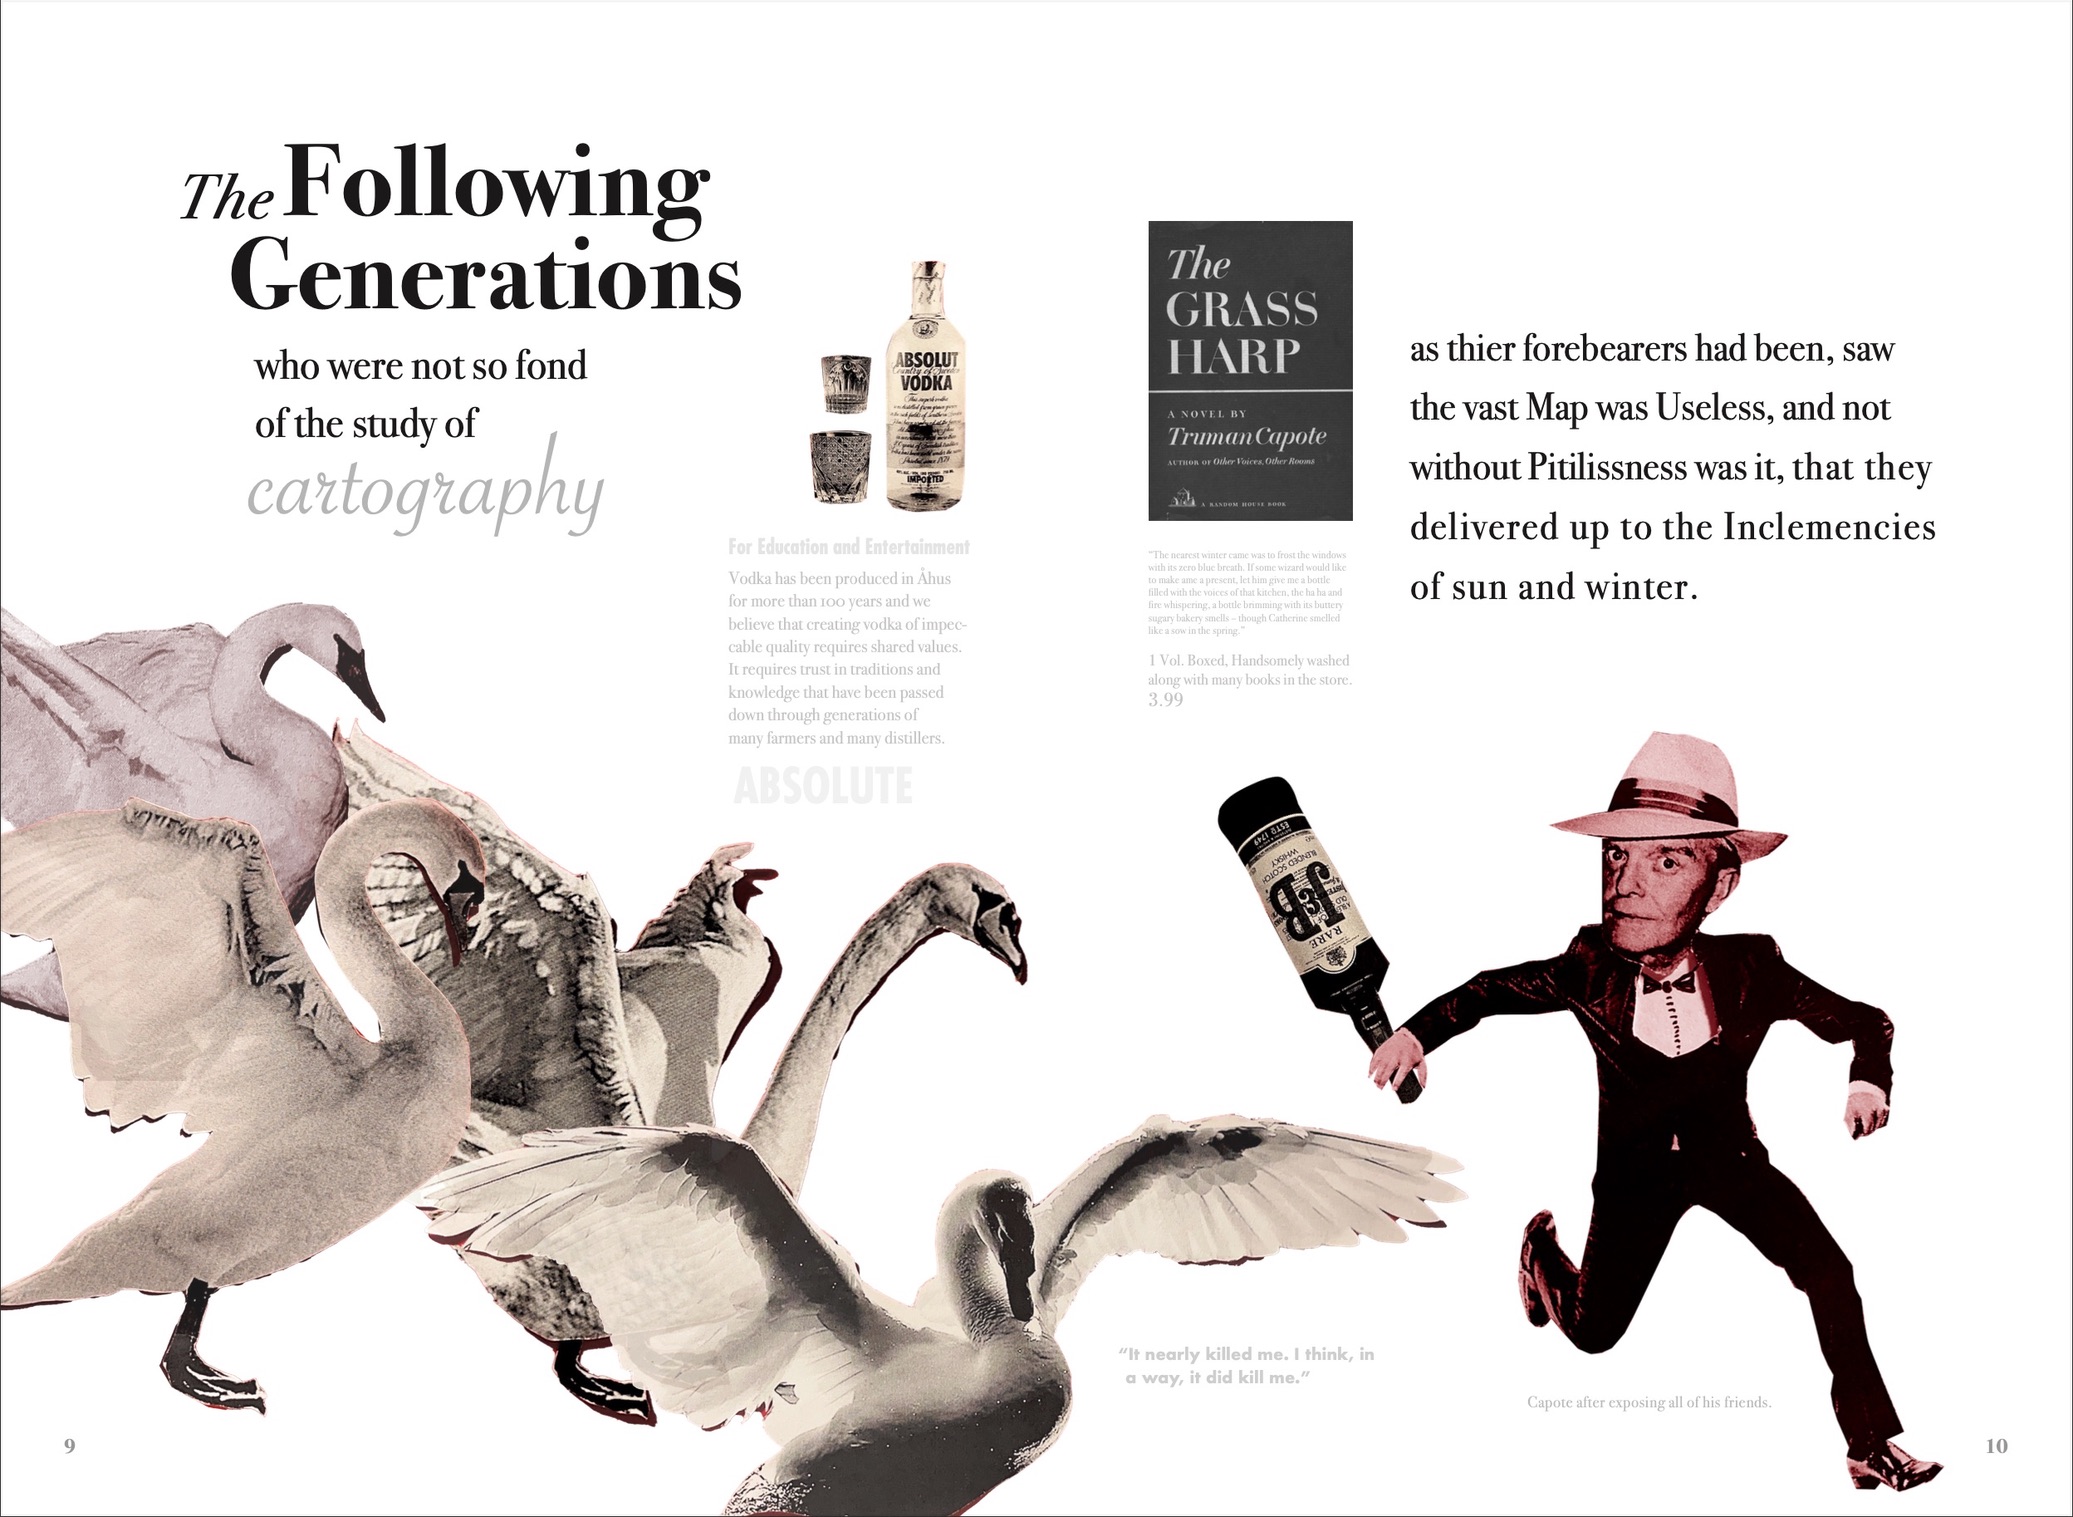 The Following
Generations
who were not so fond
of the study of
cartography
ABSOLUT
Country of Sweden
VODKA
IMPORTED
For Education and Entertainment
Vodka has been produced in Åhus
for more than 100 years and we
believe that creating vodka of impec-
cable quality requires shared values.
It requires trust in traditions and
knowledge that have been passed
down through generations of
many farmers and many distillers.
ABSOLUTE
The
GRASS
HARP
A NOVEL BY
Truman Capote
AUTHOR OF Other Voices, Other Rooms
A RANDOM HOUSE BOOK
"The nearest winter came was to frost the windows
with its zero blue breath. If some wizard would like
to make ame a present, let him give me a bottle
filled with the voices of that kitchen, the ha ha and
fire whispering, a bottle brimming with its buttery
sugary bakery smells – though Catherine smelled
like a sow in the spring."
1 Vol. Boxed, Handsomely washed
along with many books in the store.
3.99
as thier forebearers had been, saw
the vast Map was Useless, and not
without Pitilissness was it, that they
delivered up to the Inclemencies
of sun and winter.
ESTD 1749
BLENDED SCOTCH
WHISKY
J&B
RARE
“It nearly killed me. I think, in
a way, it did kill me.”
Capote after exposing all of his friends.
9
10